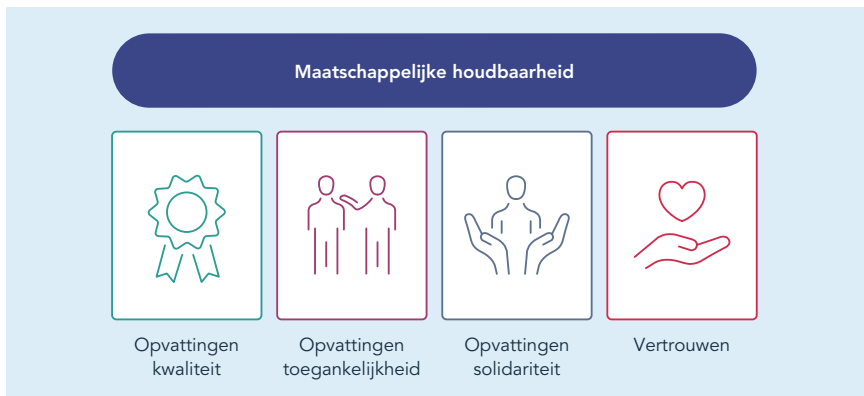 Maatschappelijke houdbaarheid
Opvattingen
kwaliteit
Opvattingen
toegankelijkheid
Opvattingen
solidariteit
Vertrouwen